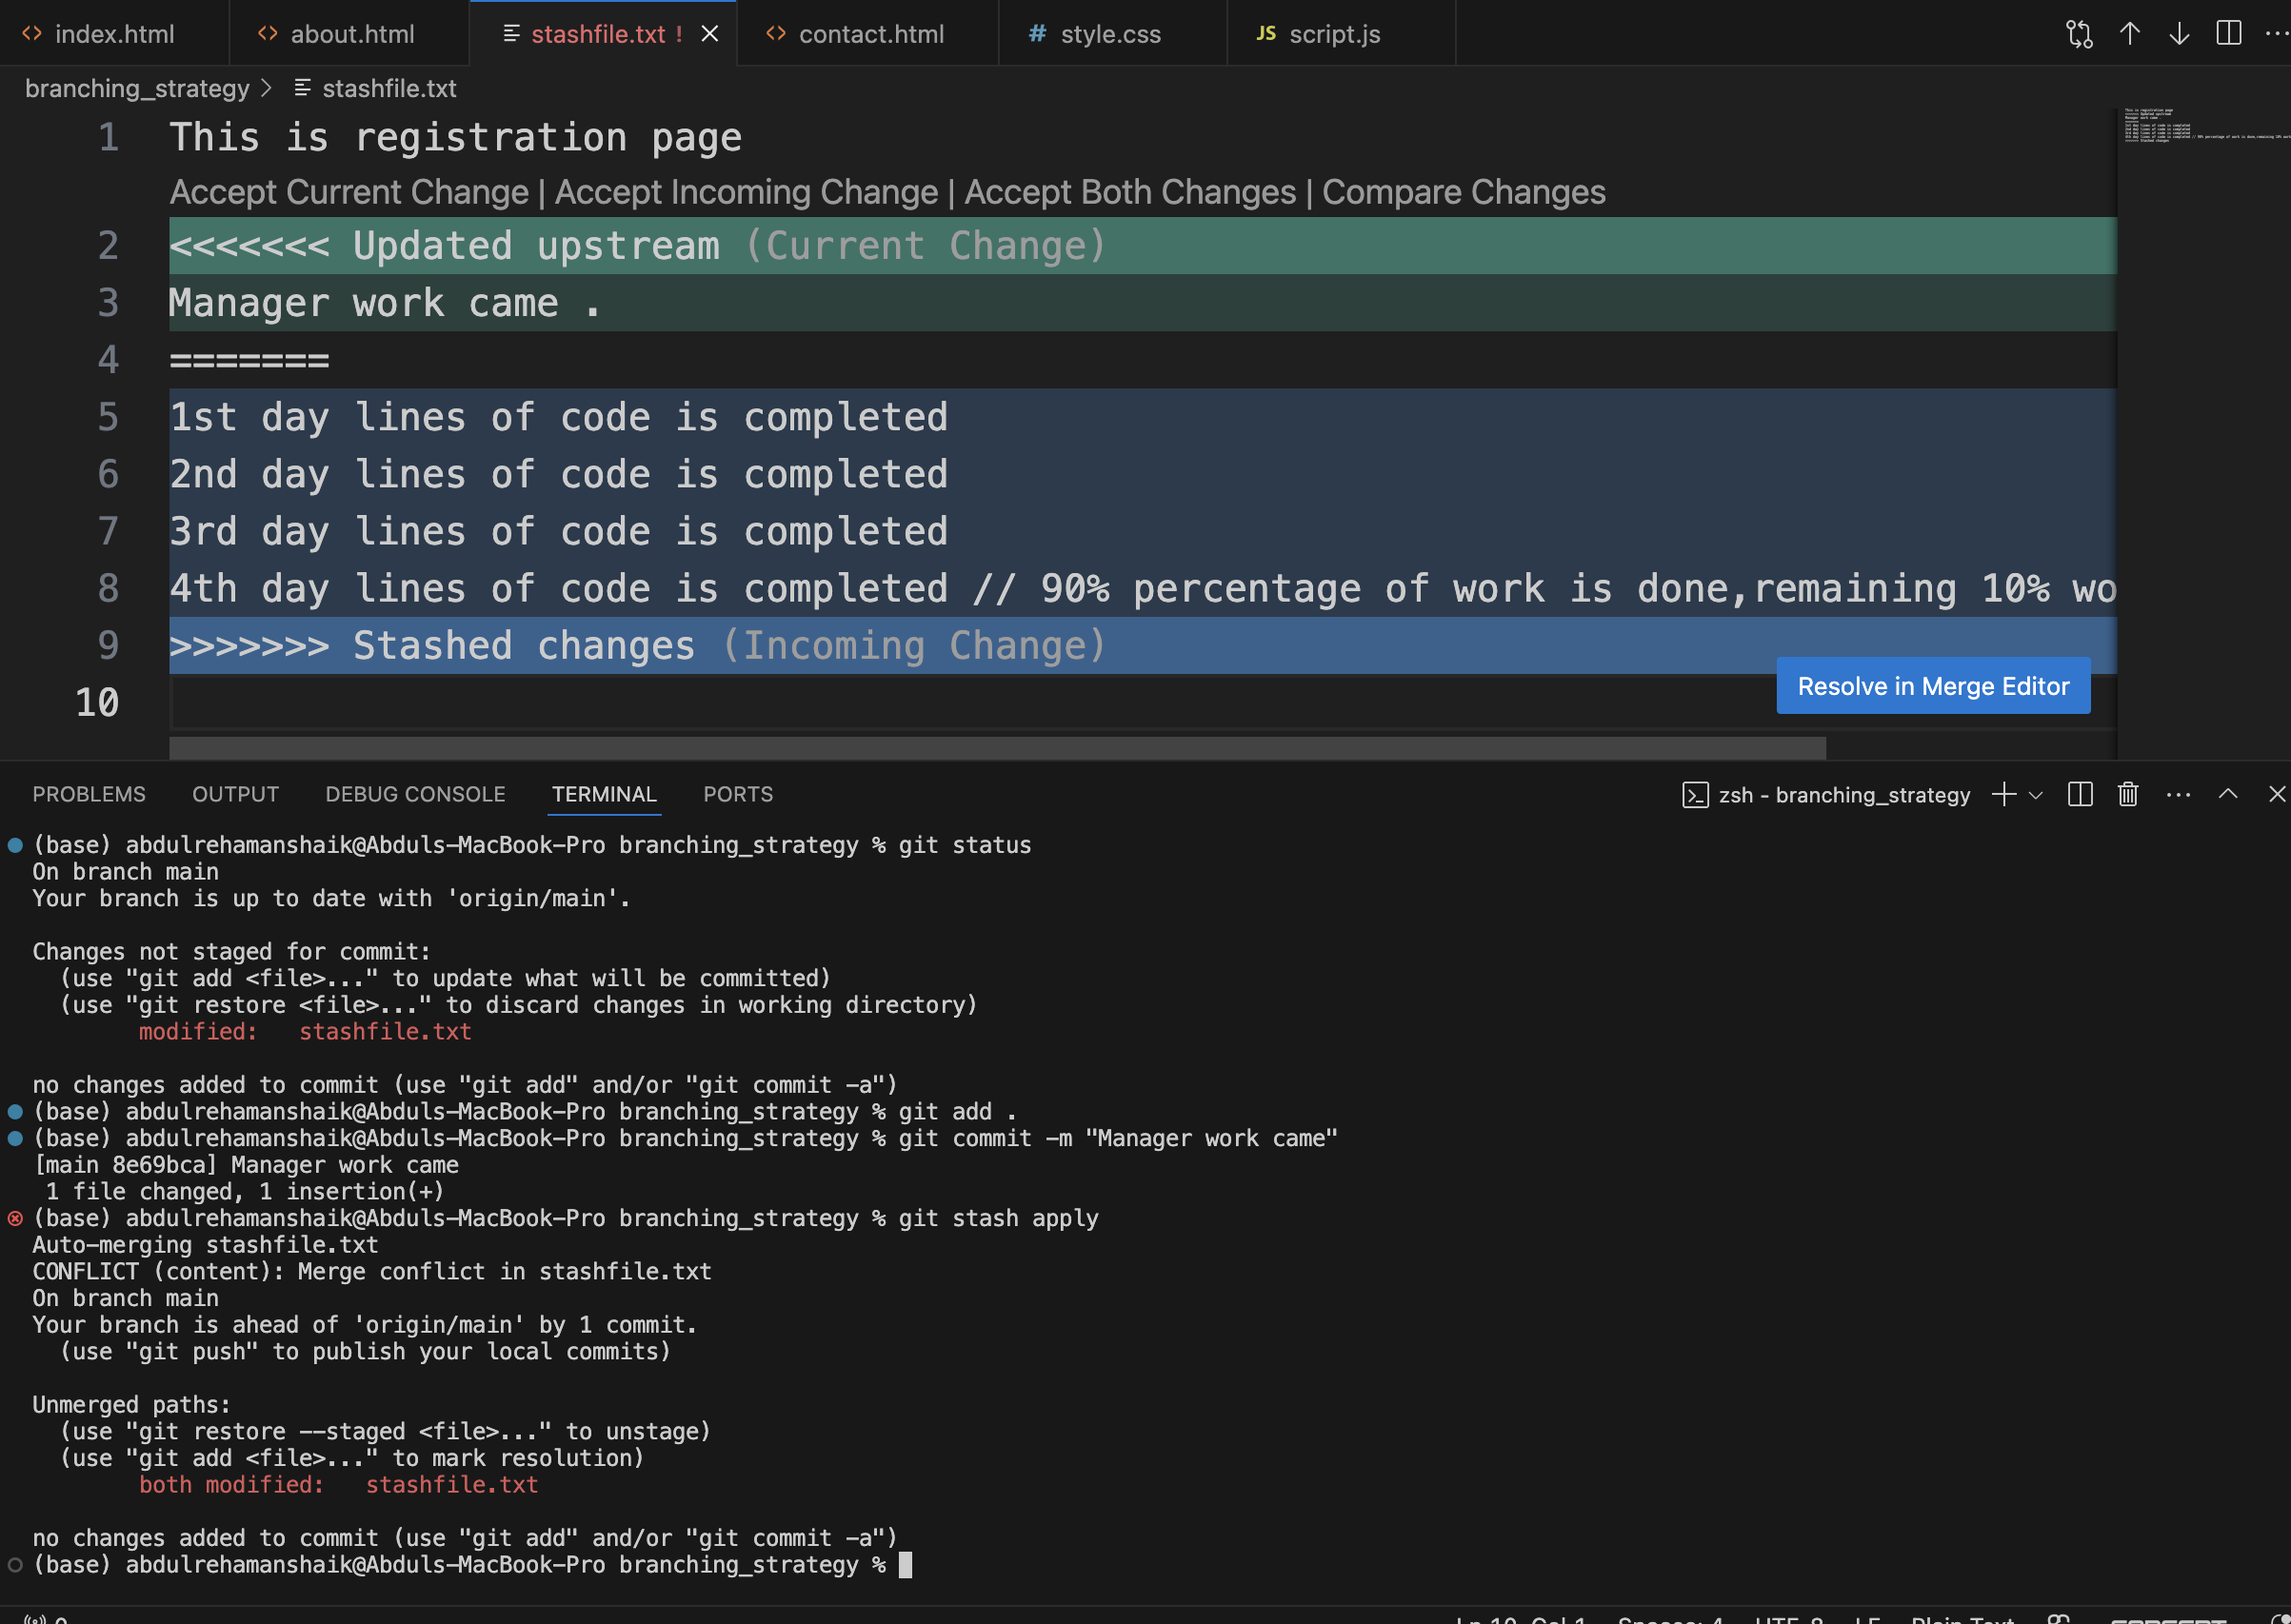 index.html about.html stashfile.txt ! contact.html # style.css JS script.js
branching_strategy > stashfile.txt
1 This is registration page
Accept Current Change | Accept Incoming Change | Accept Both Changes | Compare Changes
2 <<<<<<< Updated upstream (Current Change)
3 Manager work came .
4 =======
5 1st day lines of code is completed
6 2nd day lines of code is completed
7 3rd day lines of code is completed
8 4th day lines of code is completed // 90% percentage of work is done,remaining 10% wo
9 >>>>>>> Stashed changes (Incoming Change)
Resolve in Merge Editor
10
PROBLEMS OUTPUT DEBUG CONSOLE TERMINAL PORTS zsh - branching_strategy
(base) abdulrehamanshaik@Abduls-MacBook-Pro branching_strategy % git status
On branch main
Your branch is up to date with 'origin/main'.
Changes not staged for commit:
(use "git add <file>..." to update what will be committed)
(use "git restore <file>..." to discard changes in working directory)
modified: stashfile.txt
no changes added to commit (use "git add" and/or "git commit -a")
(base) abdulrehamanshaik@Abduls-MacBook-Pro branching_strategy % git add .
(base) abdulrehamanshaik@Abduls-MacBook-Pro branching_strategy % git commit -m "Manager work came"
[main 8e69bca] Manager work came
1 file changed, 1 insertion(+)
(base) abdulrehamanshaik@Abduls-MacBook-Pro branching_strategy % git stash apply
Auto-merging stashfile.txt
CONFLICT (content): Merge conflict in stashfile.txt
On branch main
Your branch is ahead of 'origin/main' by 1 commit.
(use "git push" to publish your local commits)
Unmerged paths:
(use "git restore --staged <file>..." to unstage)
(use "git add <file>..." to mark resolution)
both modified: stashfile.txt
no changes added to commit (use "git add" and/or "git commit -a")
(base) abdulrehamanshaik@Abduls-MacBook-Pro branching_strategy %